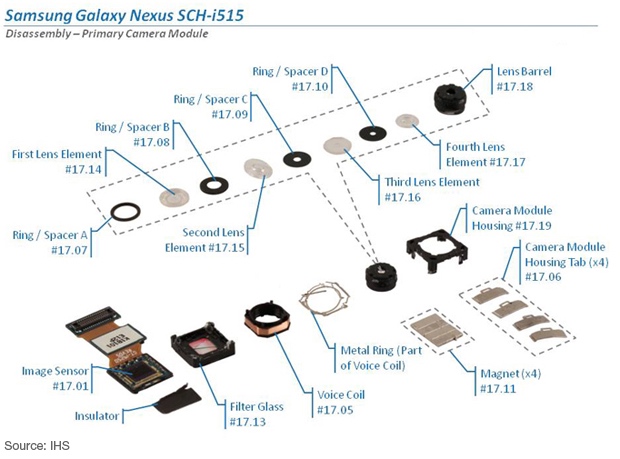 Samsung Galaxy Nexus SCH-i515
Disassembly – Primary Camera Module
Ring / Spacer D
#17.10
Lens Barrel
#17.18
Ring / Spacer C
#17.09
Ring / Spacer B
#17.08
First Lens Element
#17.14
Fourth Lens
Element #17.17
Third Lens Element
#17.16
Ring / Spacer A
#17.07
Second Lens
Element #17.15
Camera Module
Housing #17.19
Camera Module
Housing Tab (x4)
#17.06
Metal Ring (Part
of Voice Coil)
Magnet (x4)
#17.11
Image Sensor
#17.01
Insulator
Filter Glass
#17.13
Voice Coil
#17.05
Source: IHS